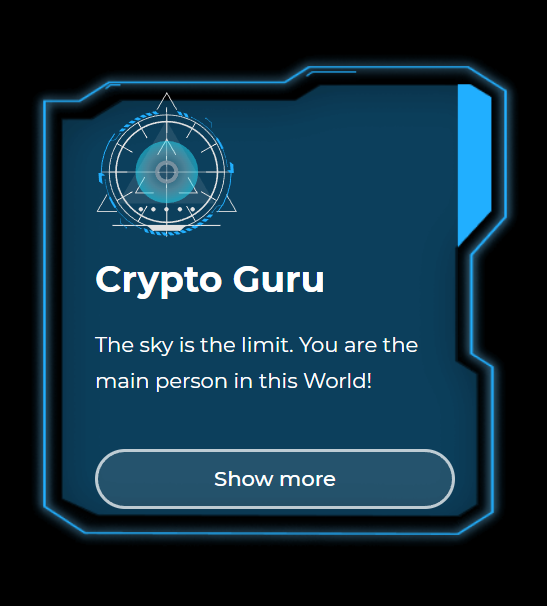 Crypto Guru
The sky is the limit. You are the
main person in this World!
Show more